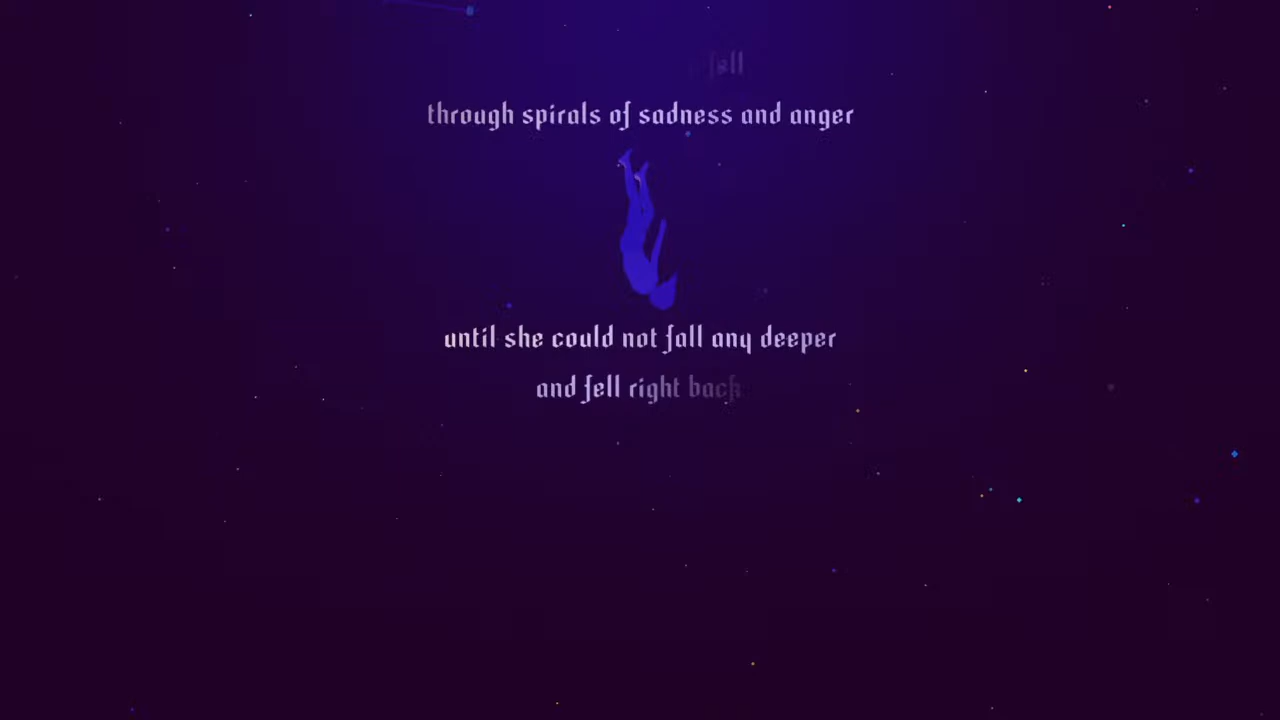 fell
through spirals of sadness and anger
until she could not fall any deeper
and fell right back